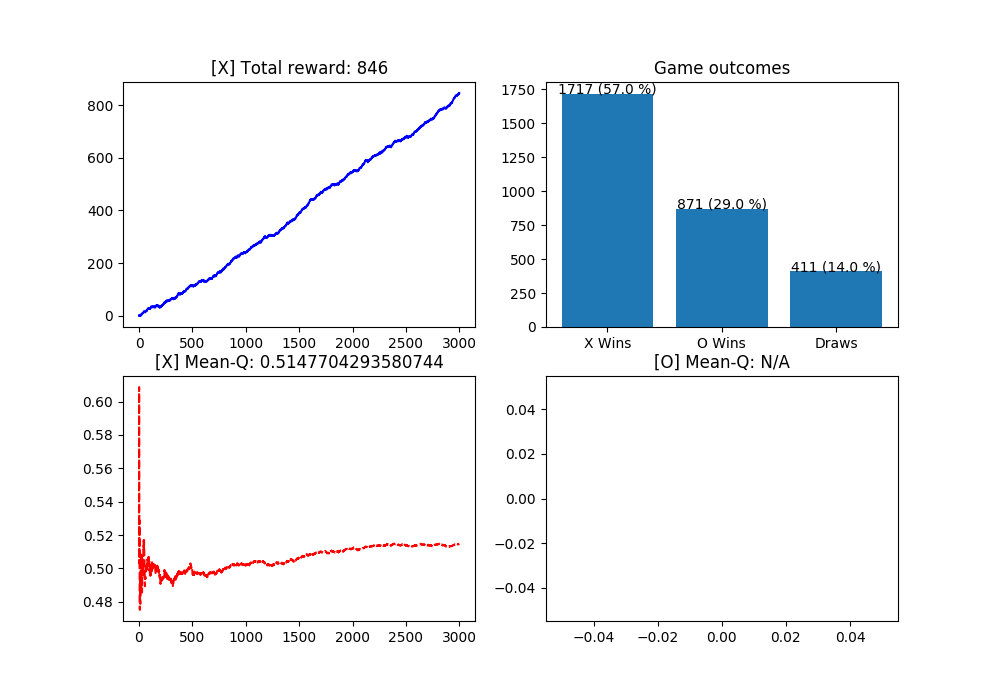 [X] Total reward: 846
800
600
400
200
0
0 500 1000 1500 2000 2500 3000
Game outcomes
1750
1500
1250
1000
750
500
250
0
1717 (57.0 %)
871 (29.0 %)
411 (14.0 %)
X Wins O Wins Draws
[X] Mean-Q: 0.5147704293580744
0.60
0.58
0.56
0.54
0.52
0.50
0.48
0 500 1000 1500 2000 2500 3000
[O] Mean-Q: N/A
0.04
0.02
0.00
−0.02
−0.04
−0.04 −0.02 0.00 0.02 0.04